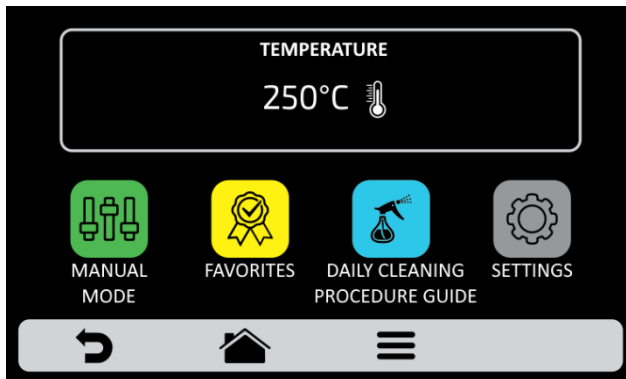 TEMPERATURE
250°C
MANUAL
MODE
FAVORITES
DAILY CLEANING
PROCEDURE GUIDE
SETTINGS